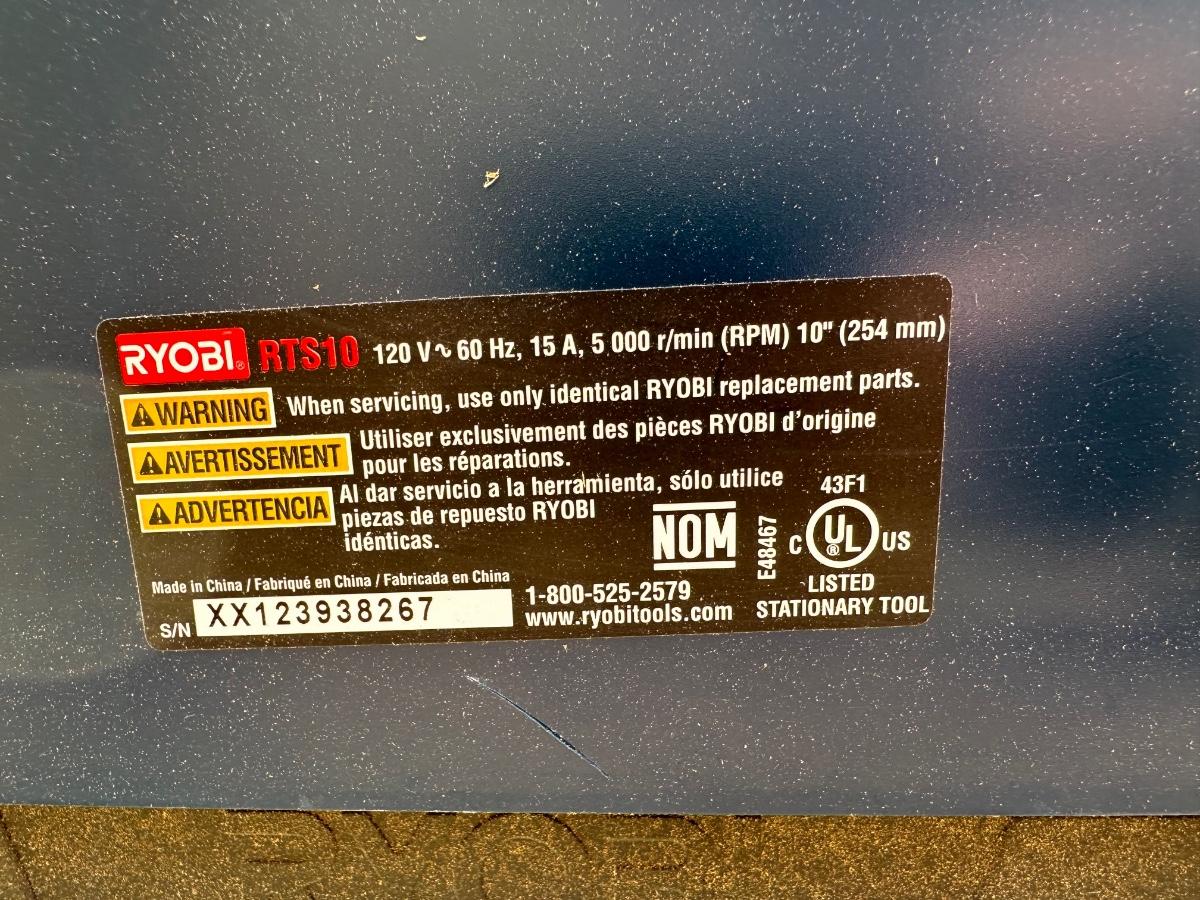 RYOBI® RTS10 120 V ~ 60 Hz, 15 A, 5 000 r/min (RPM) 10" (254 mm)
⚠ WARNING When servicing, use only identical RYOBI replacement parts.
⚠ AVERTISSEMENT Utiliser exclusivement des pièces RYOBI d'origine
pour les réparations.
⚠ ADVERTENCIA Al dar servicio a la herramienta, sólo utilice
piezas de repuesto RYOBI
idénticas.
NOM
E48467
43F1
C UL® US
LISTED
STATIONARY TOOL
Made in China / Fabriqué en China / Fabricada en China
S/N XX123938267
1-800-525-2579
www.ryobitools.com